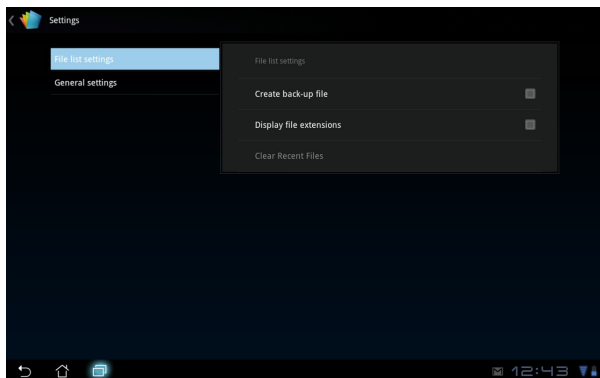 Settings
File list settings
General settings
File list settings
Create back-up file
Display file extensions
Clear Recent Files
12:43